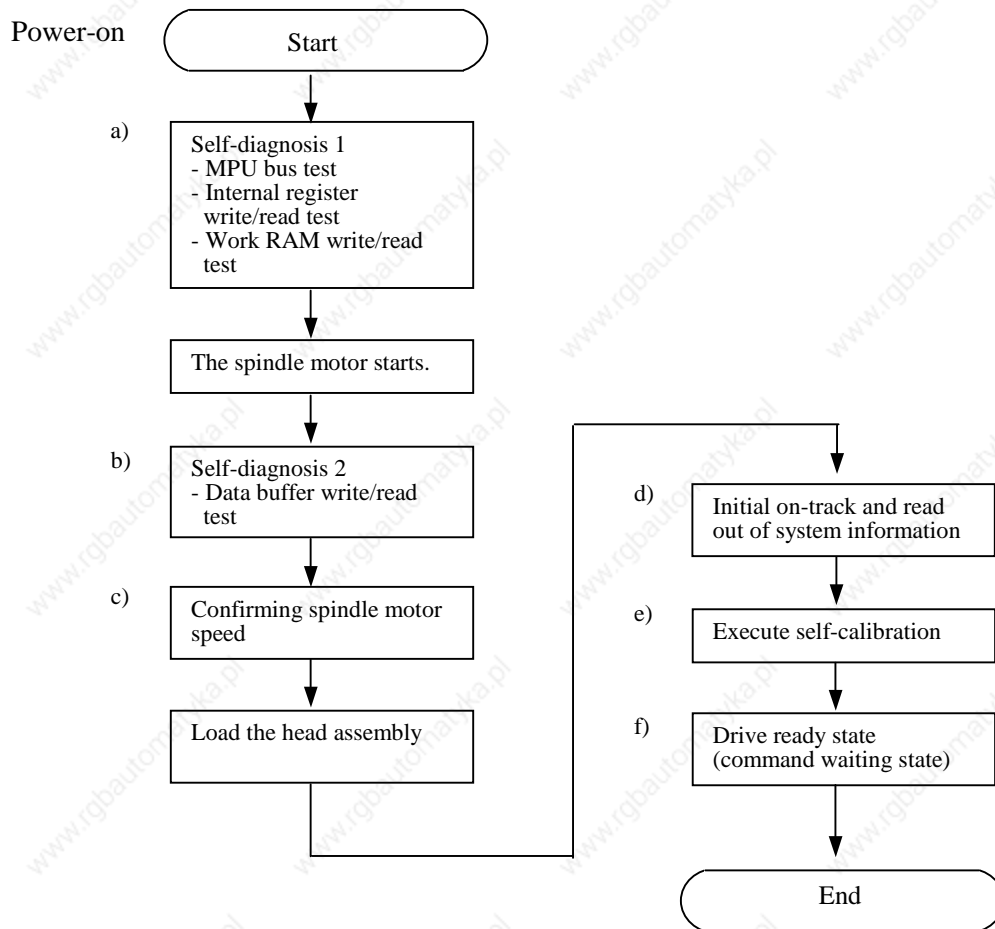 Power-on
Start
a)
Self-diagnosis 1
- MPU bus test
- Internal register
write/read test
- Work RAM write/read
test
The spindle motor starts.
b)
Self-diagnosis 2
- Data buffer write/read
test
c)
Confirming spindle motor
speed
Load the head assembly
d)
Initial on-track and read
out of system information
e)
Execute self-calibration
f)
Drive ready state
(command waiting state)
End
www.rgbautomatyka.pl